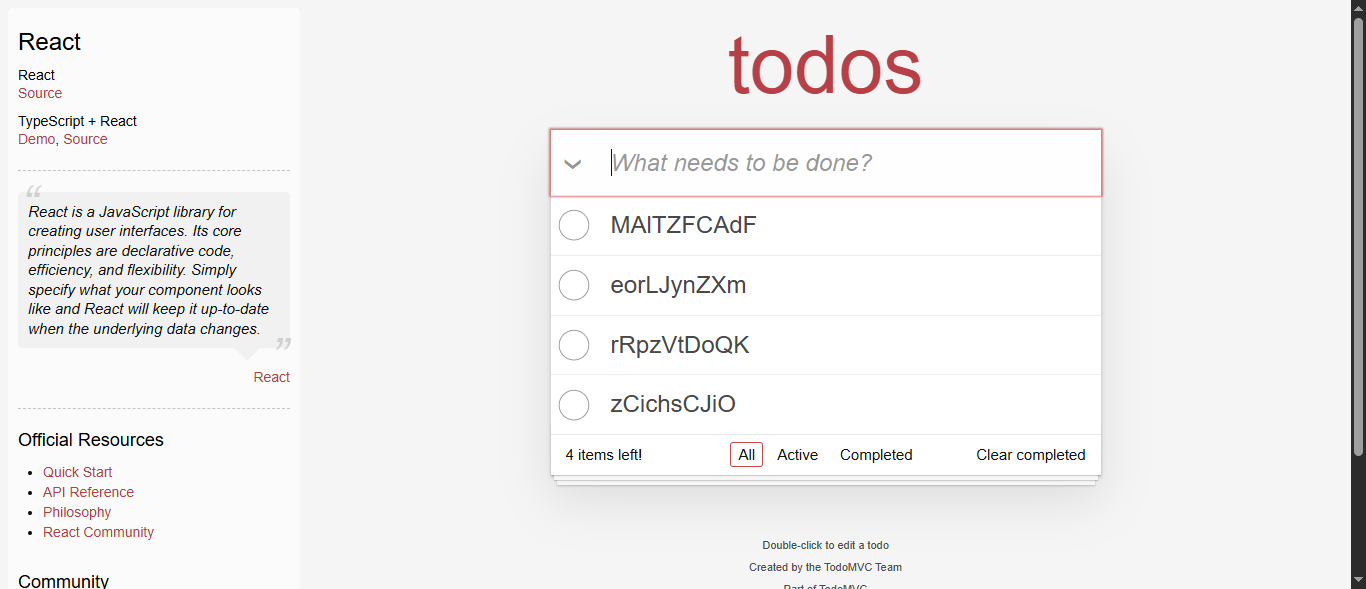 React
React
Source
TypeScript + React
Demo, Source
“
React is a JavaScript library for
creating user interfaces. Its core
principles are declarative code,
efficiency, and flexibility. Simply
specify what your component looks
like and React will keep it up-to-date
when the underlying data changes.
”
React
Official Resources
Quick Start
API Reference
Philosophy
React Community
Community
todos
What needs to be done?
MAlTZFCAdF
eorLJynZXm
rRpzVtDoQK
zCichsCJiO
4 items left! All Active Completed Clear completed
Double-click to edit a todo
Created by the TodoMVC Team
Part of TodoMVC